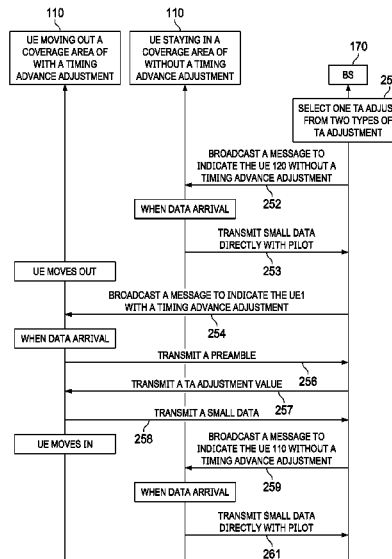 110
UE MOVING OUT A
COVERAGE AREA OF
WITH A TIMING
ADVANCE ADJUSTMENT
110
UE STAYING IN A
COVERAGE AREA OF
WITHOUT A TIMING
ADVANCE ADJUSTMENT
170
BS
25
SELECT ONE TA ADJUS
FROM TWO TYPES OF
TA ADJUSTMENT
BROADCAST A MESSAGE TO
INDICATE THE UE 120 WITHOUT A
TIMING ADVANCE ADJUSTMENT
252
WHEN DATA ARRIVAL
TRANSMIT SMALL DATA
DIRECTLY WITH PILOT
253
UE MOVES OUT
BROADCAST A MESSAGE TO INDICATE THE UE1
WITH A TIMING ADVANCE ADJUSTMENT
254
WHEN DATA ARRIVAL
TRANSMIT A PREAMBLE
256
TRANSMIT A TA ADJUSTMENT VALUE
257
TRANSMIT A SMALL DATA
258
UE MOVES IN
BROADCAST A MESSAGE TO
INDICATE THE UE 110 WITHOUT A
TIMING ADVANCE ADJUSTMENT
259
WHEN DATA ARRIVAL
TRANSMIT SMALL DATA
DIRECTLY WITH PILOT
261